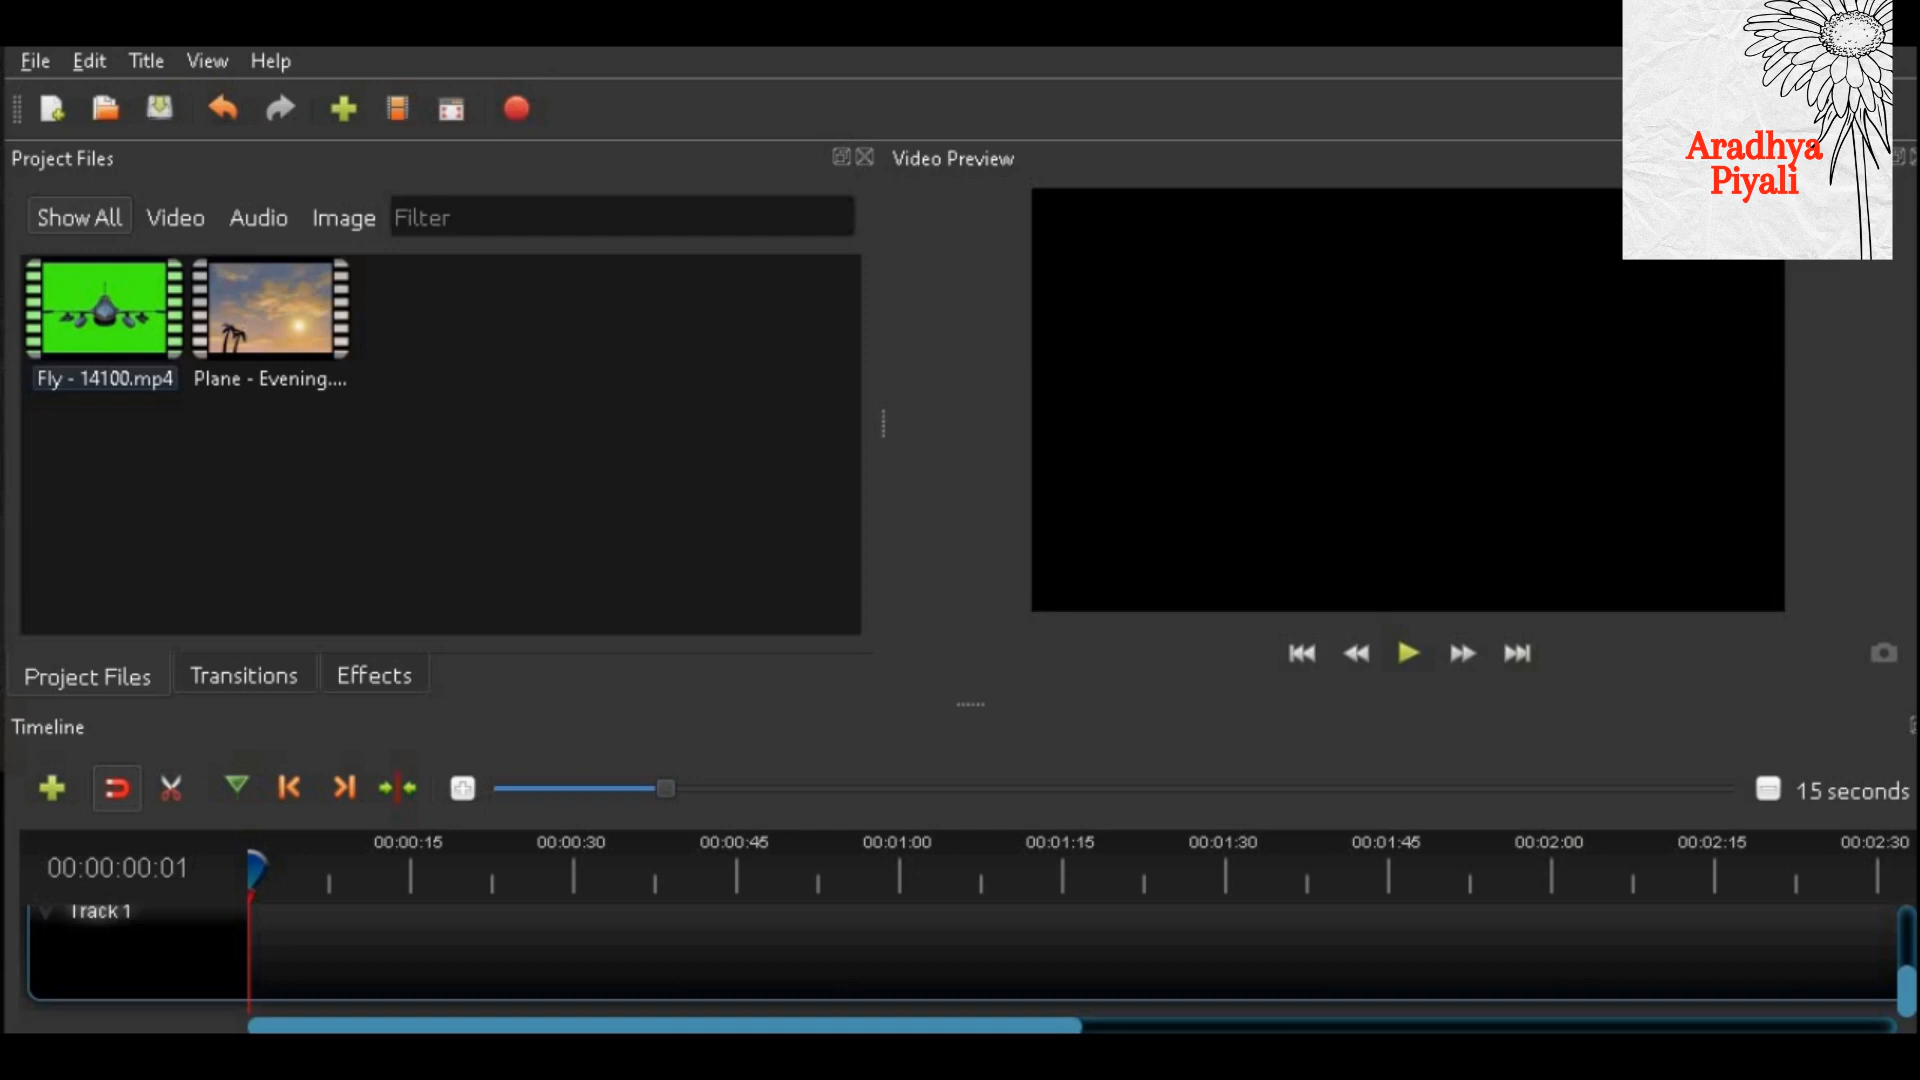 File Edit Title View Help
Project Files
Video Preview
Aradhya
Piyali
Show All Video Audio Image Filter
Fly - 14100.mp4 Plane - Evening....
Project Files Transitions Effects
Timeline
15 seconds
00:00:15 00:00:30 00:00:45 00:01:00 00:01:15 00:01:30 00:01:45 00:02:00 00:02:15 00:02:30
00:00:00:01
Track 1